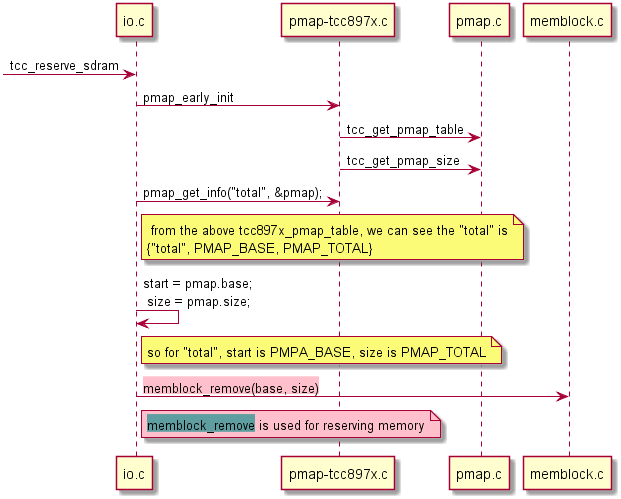 io.c pmap-tcc897x.c pmap.c memblock.c
tcc_reserve_sdram
pmap_early_init
tcc_get_pmap_table
tcc_get_pmap_size
pmap_get_info("total", &pmap);
from the above tcc897x_pmap_table, we can see the "total" is
{"total", PMAP_BASE, PMAP_TOTAL}
start = pmap.base;
size = pmap.size;
so for "total", start is PMPA_BASE, size is PMAP_TOTAL
memblock_remove(base, size)
memblock_remove is used for reserving memory
io.c pmap-tcc897x.c pmap.c memblock.c